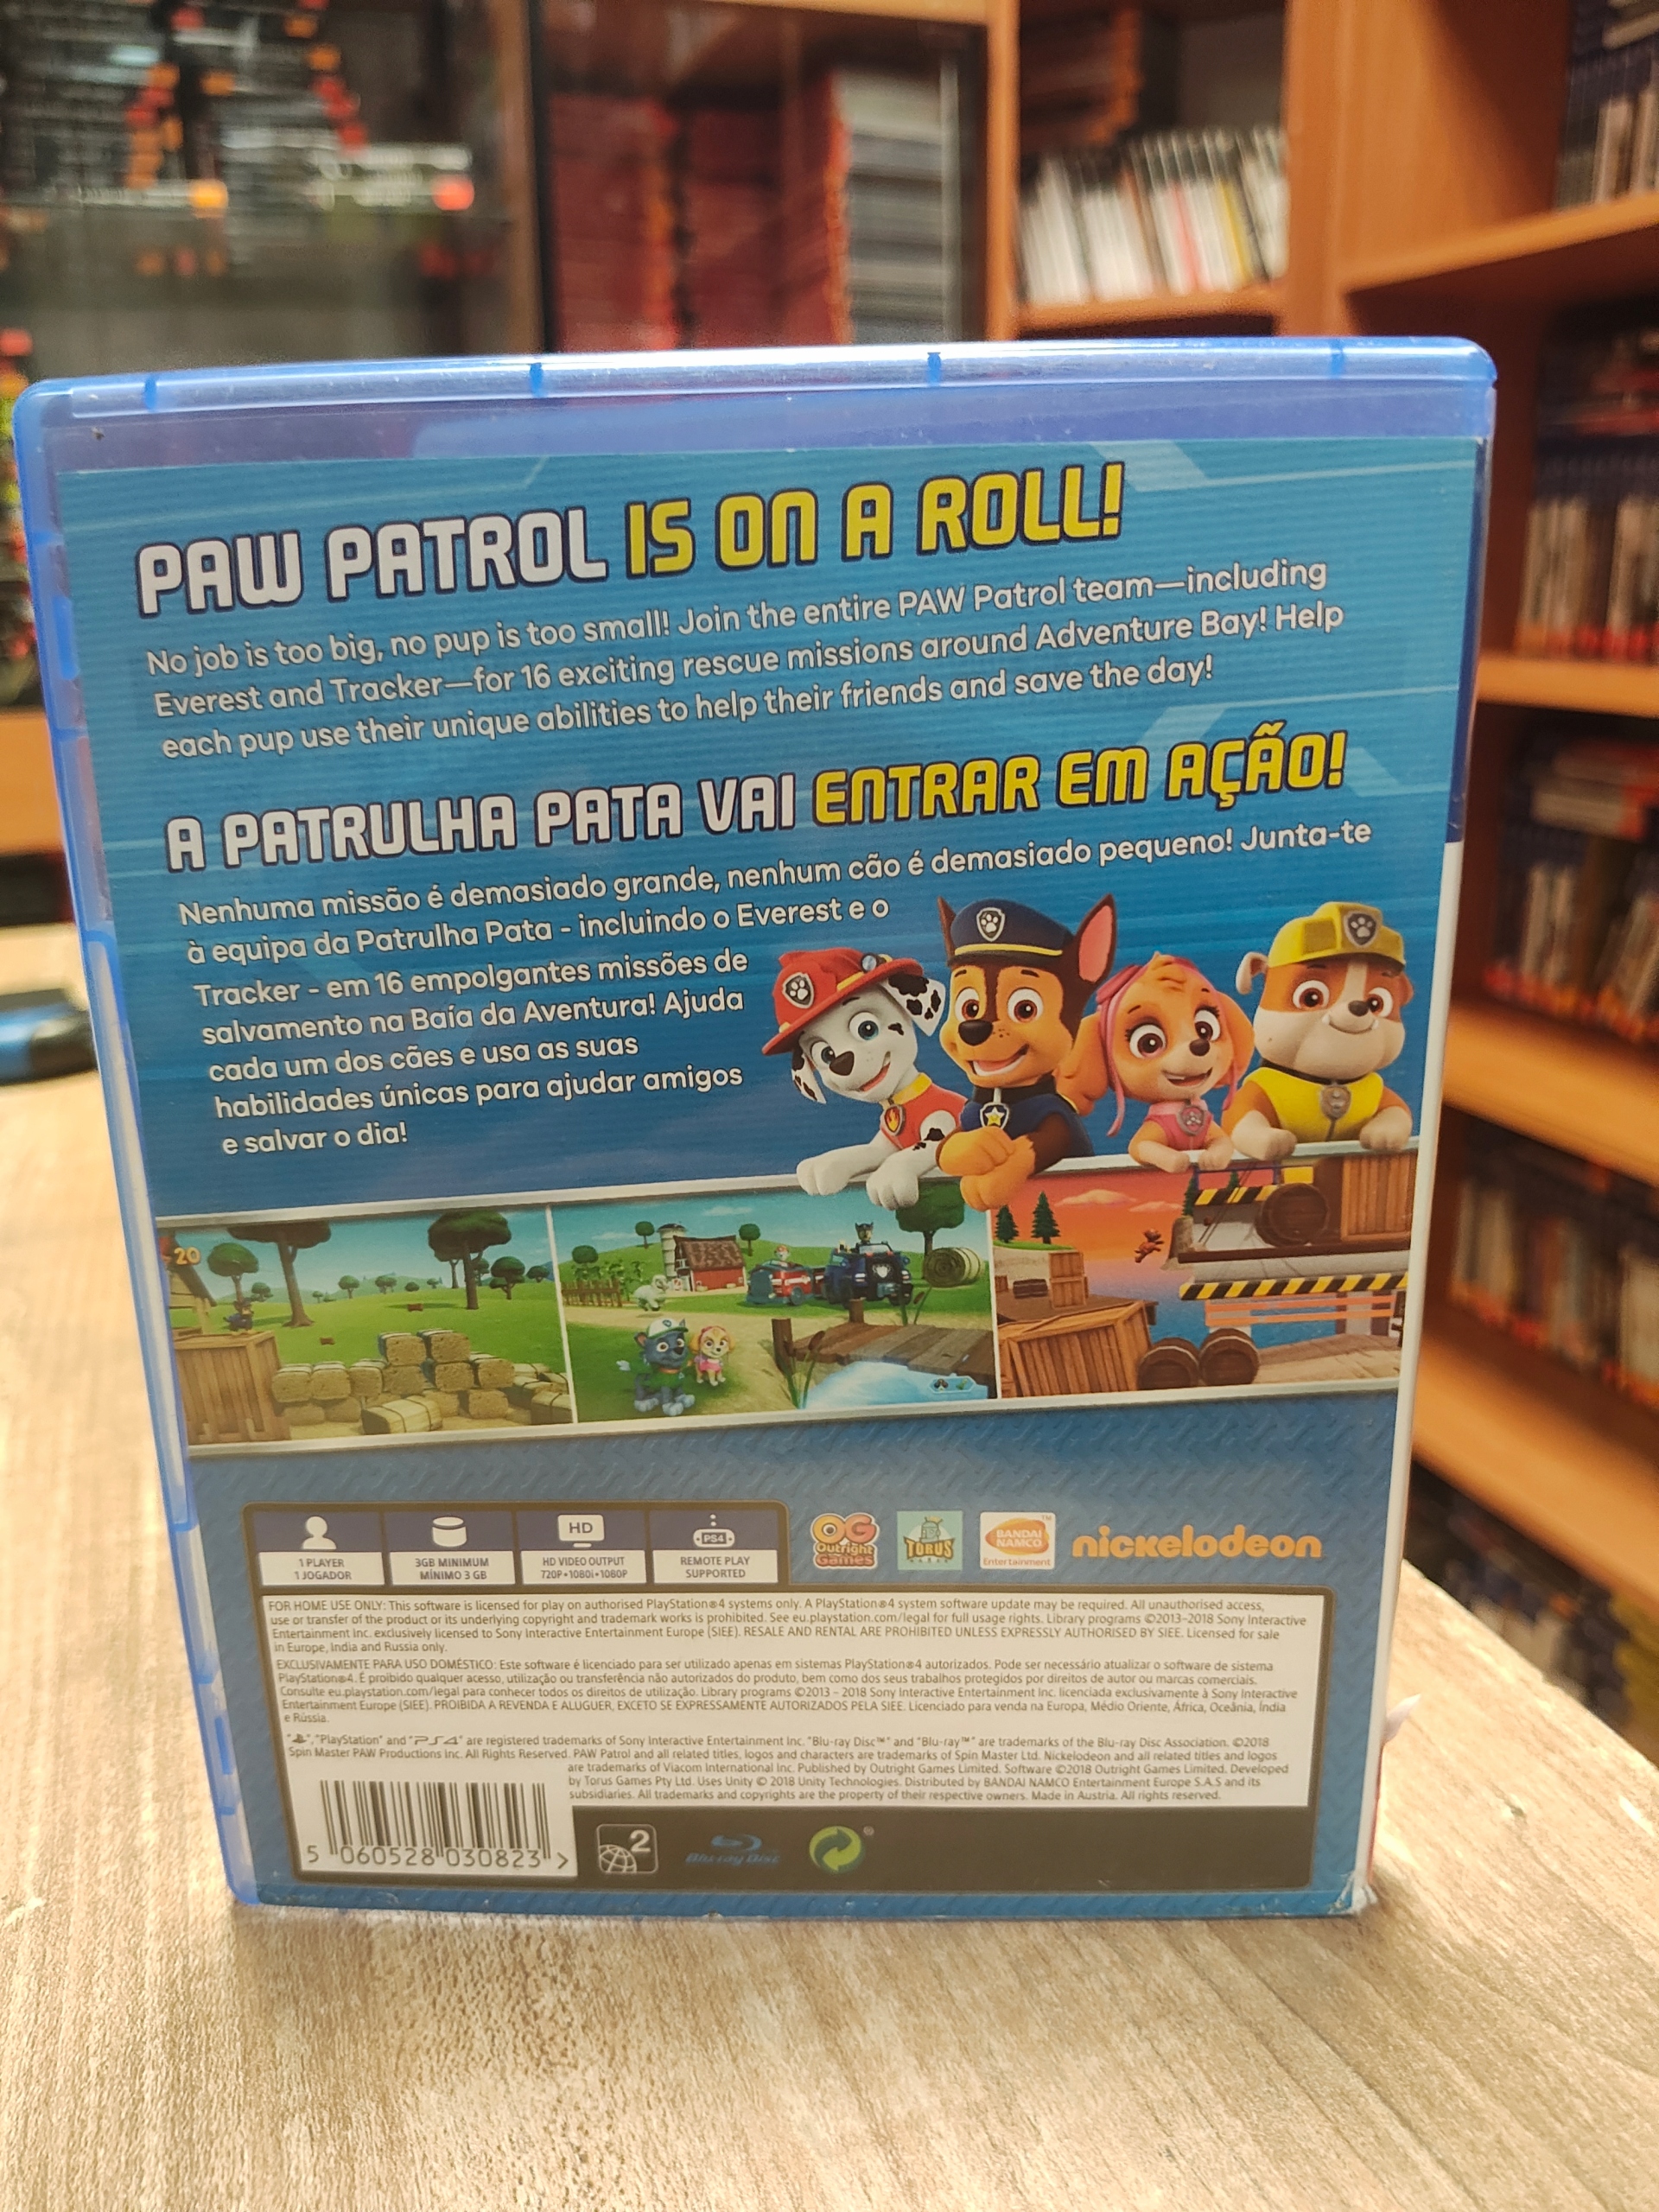 PAW PATROL IS ON A ROLL!
No job is too big, no pup is too small! Join the entire PAW Patrol team—including
Everest and Tracker—for 16 exciting rescue missions around Adventure Bay! Help
each pup use their unique abilities to help their friends and save the day!
A PATRULHA PATA VAI ENTRAR EM AÇÃO!
Nenhuma missão é demasiado grande, nenhum cão é demasiado pequeno! Junta-te
à equipa da Patrulha Pata - incluindo o Everest e o
Tracker - em 16 empolgantes missões de
salvamento na Baía da Aventura! Ajuda
cada um dos cães e usa as suas
habilidades únicas para ajudar amigos
e salvar o dia!
20
HD
PS4
1 PLAYER
1 JOGADOR
3GB MINIMUM
MÍNIMO 3 GB
HD VIDEO OUTPUT
720P•1080i•1080P
REMOTE PLAY
SUPPORTED
OG
Outright
Games
TORUS
BANDAI
NAMCO
Entertainment
TM
nickelodeon
FOR HOME USE ONLY: This software is licensed for play on authorised PlayStation®4 systems only. A PlayStation®4 system software update may be required. All unauthorised access,
use or transfer of the product or its underlying copyright and trademark works is prohibited. See eu.playstation.com/legal for full usage rights. Library programs ©2013-2018 Sony Interactive
Entertainment Inc. exclusively licensed to Sony Interactive Entertainment Europe (SIEE). RESALE AND RENTAL ARE PROHIBITED UNLESS EXPRESSLY AUTHORISED BY SIEE. Licensed for sale
in Europe, India and Russia only.
EXCLUSIVAMENTE PARA USO DOMÉSTICO: Este software é licenciado para ser utilizado apenas em sistemas PlayStation®4 autorizados. Pode ser necessário atualizar o software de sistema
PlayStation®4. É proibido qualquer acesso, utilização ou transferência não autorizados do produto, bem como dos seus trabalhos protegidos por direitos de autor ou marcas comerciais.
Consulte eu.playstation.com/legal para conhecer todos os direitos de utilização. Library programs ©2013 - 2018 Sony Interactive Entertainment Inc. licenciada exclusivamente à Sony Interactive
Entertainment Europe (SIEE). PROIBIDA A REVENDA E ALUGUER, EXCETO SE EXPRESSAMENTE AUTORIZADOS PELA SIEE. Licenciado para venda na Europa, Médio Oriente, África, Oceânia, Índia
e Rússia.
"PlayStation" and "PS4" are registered trademarks of Sony Interactive Entertainment Inc. "Blu-ray Disc™" and "Blu-ray™" are trademarks of the Blu-ray Disc Association. ©2018
Spin Master PAW Productions Inc. All Rights Reserved. PAW Patrol and all related titles, logos and characters are trademarks of Spin Master Ltd. Nickelodeon and all related titles and logos
are trademarks of Viacom International Inc. Published by Outright Games Limited. Software ©2018 Outright Games Limited. Developed
by Torus Games Pty Ltd. Uses Unity © 2018 Unity Technologies. Distributed by BANDAI NAMCO Entertainment Europe S.A.S and its
subsidiaries. All trademarks and copyrights are the property of their respective owners. Made in Austria. All rights reserved.
5 060528 030823 >
2
Blu-ray Disc
®